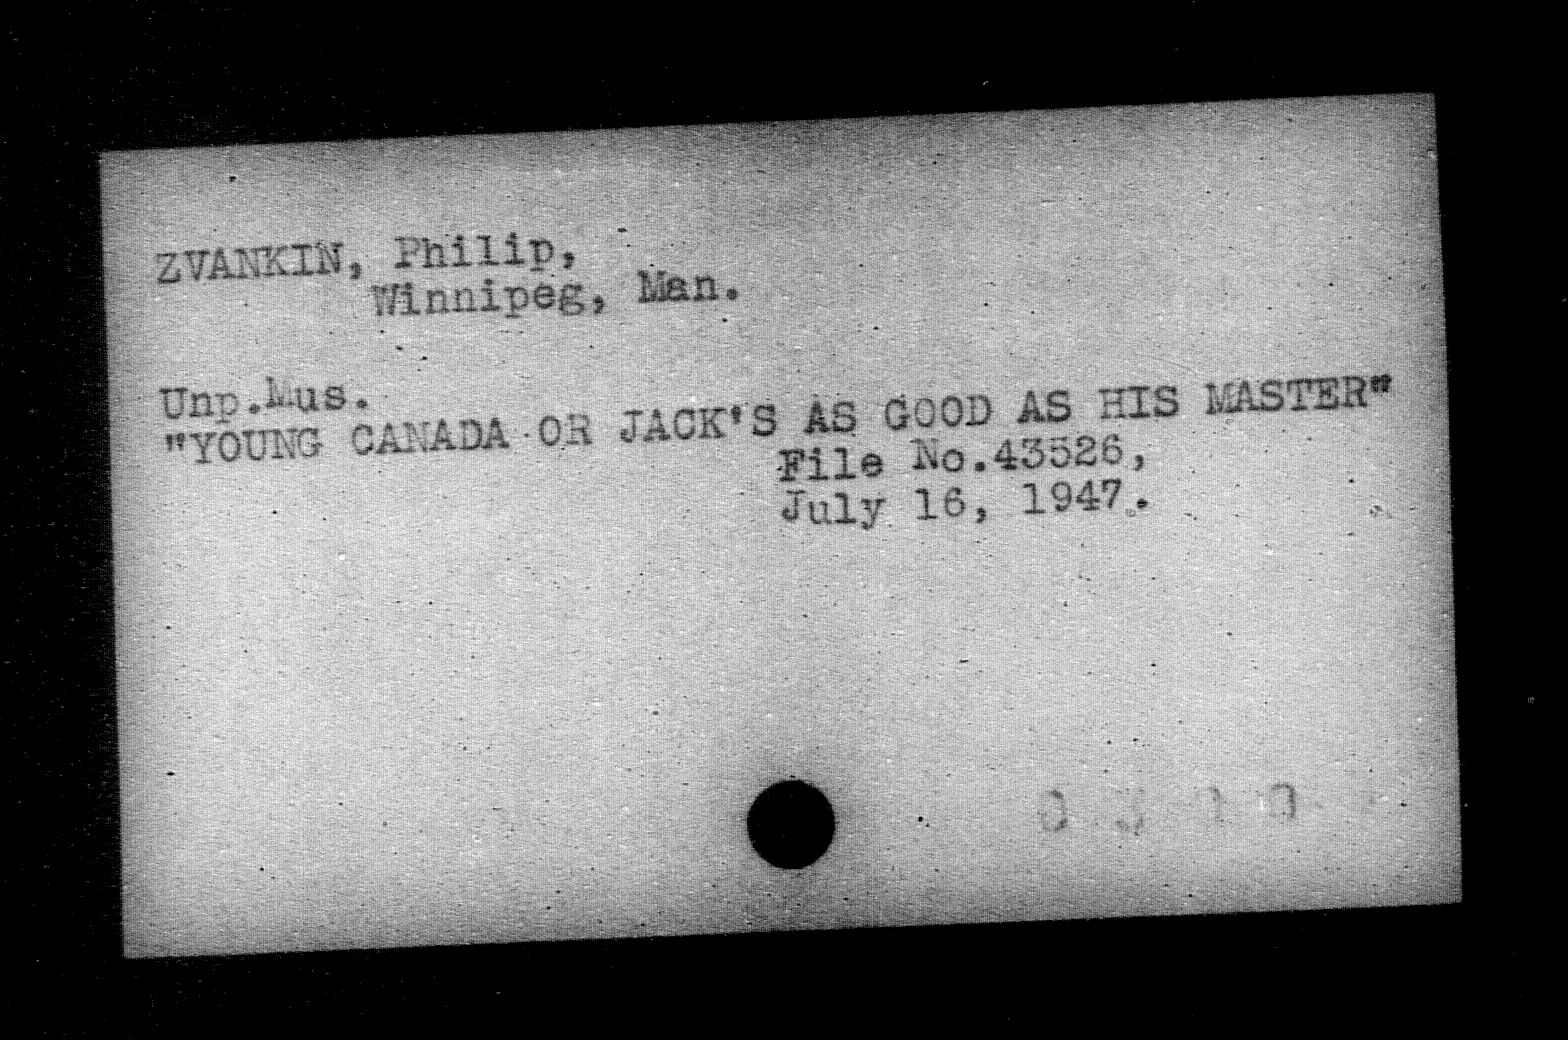 ZVANKIN, Philip,
Winnipeg, Man.
Unp.Mus.
"YOUNG CANADA OR JACK'S AS GOOD AS HIS MASTER"
File No.43526,
July 16, 1947.